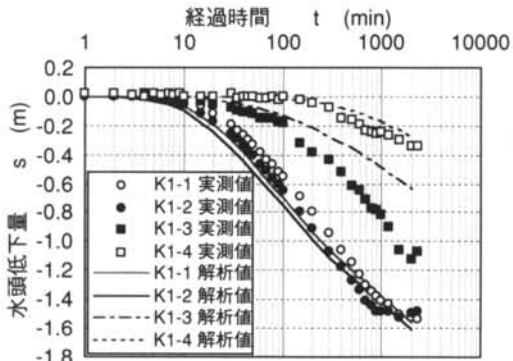 経過時間 t (min)
1 10 100 1000 10000
0.2
0.0
-0.2
-0.4
-0.6
-0.8
-1.0
-1.2
-1.4
-1.6
-1.8
水頭低下量 s (m)
K1-1 実測値
K1-2 実測値
K1-3 実測値
K1-4 実測値
K1-1 解析値
K1-2 解析値
K1-3 解析値
K1-4 解析値